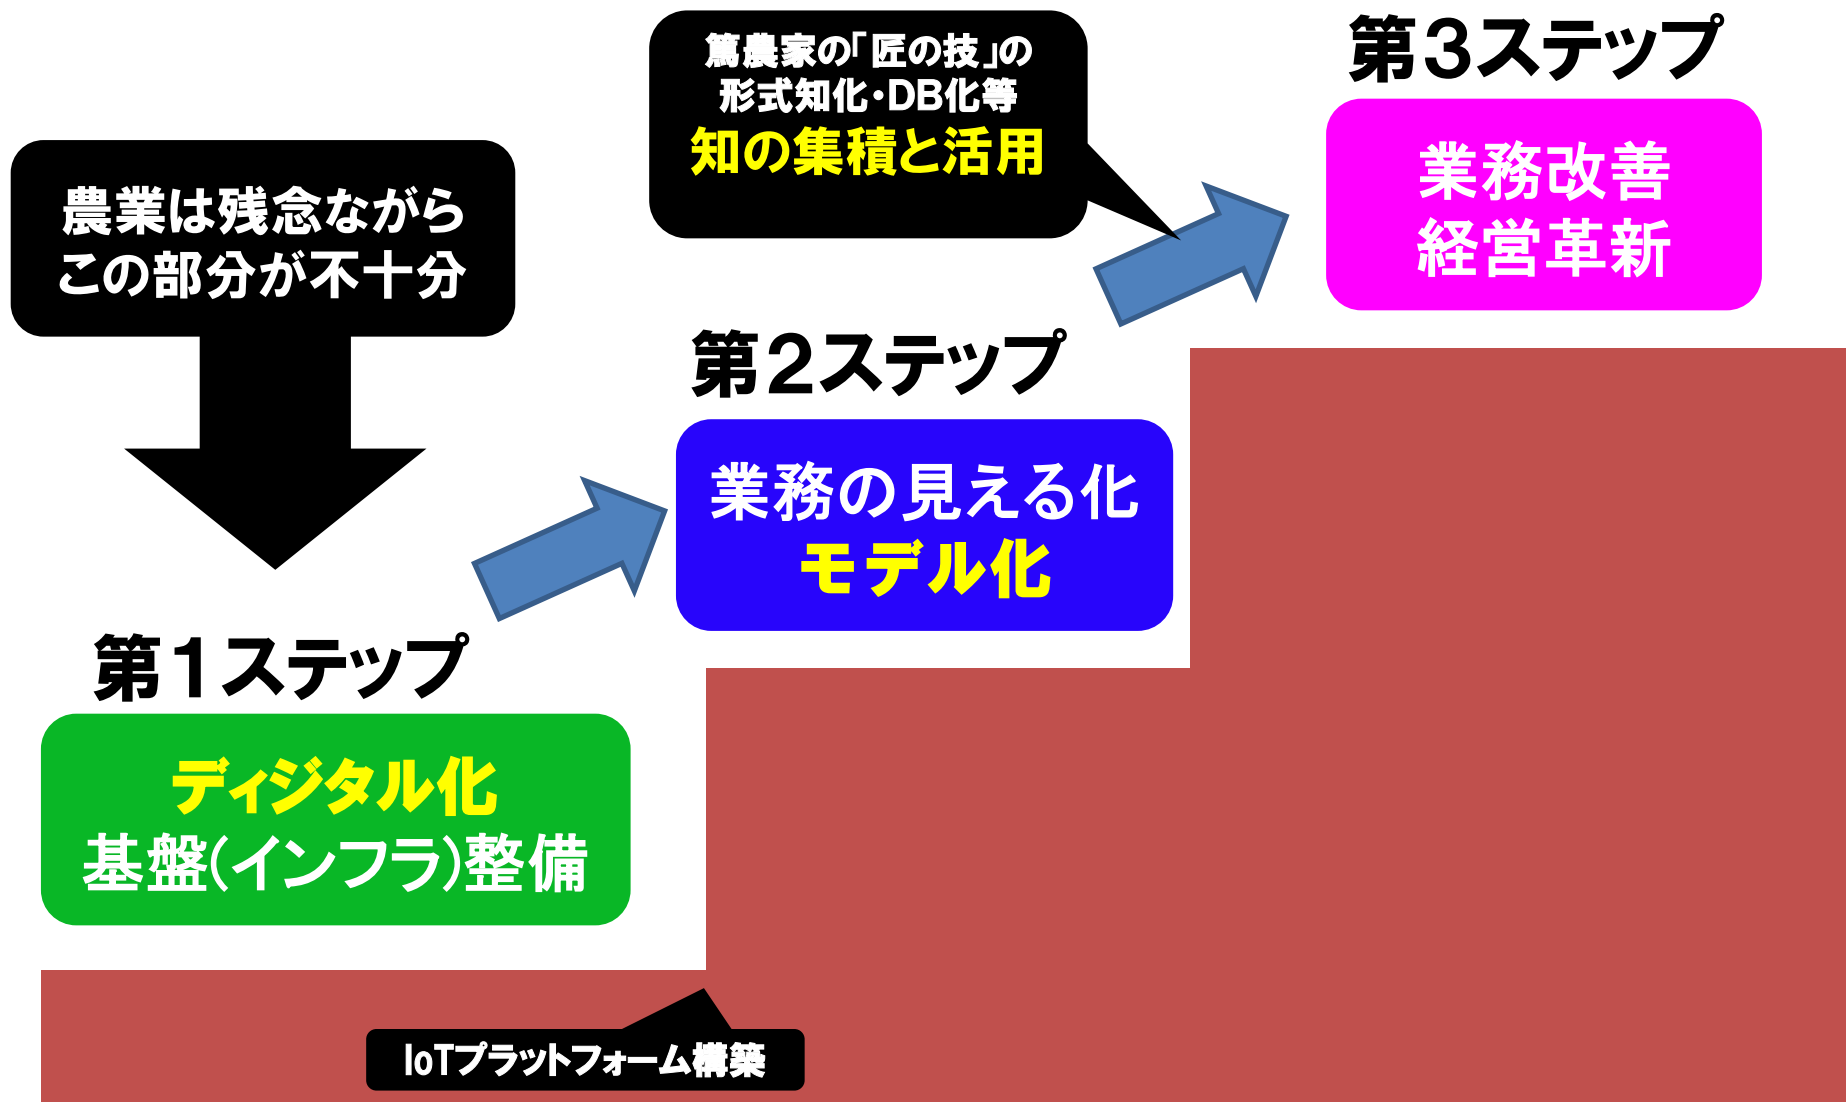 農業は残念ながら
この部分が不十分
第1ステップ
ディジタル化
基盤(インフラ)整備
IoTプラットフォーム構築
第2ステップ
業務の見える化
モデル化
篤農家の「匠の技」の
形式知化・DB化等
知の集積と活用
第3ステップ
業務改善
経営革新